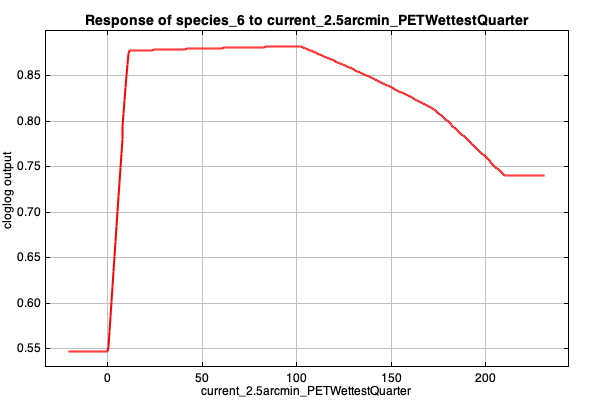 Response of species_6 to current_2.5arcmin_PETWettestQuarter
cloglog output
0.85
0.80
0.75
0.70
0.65
0.60
0.55
0 50 100 150 200
current_2.5arcmin_PETWettestQuarter